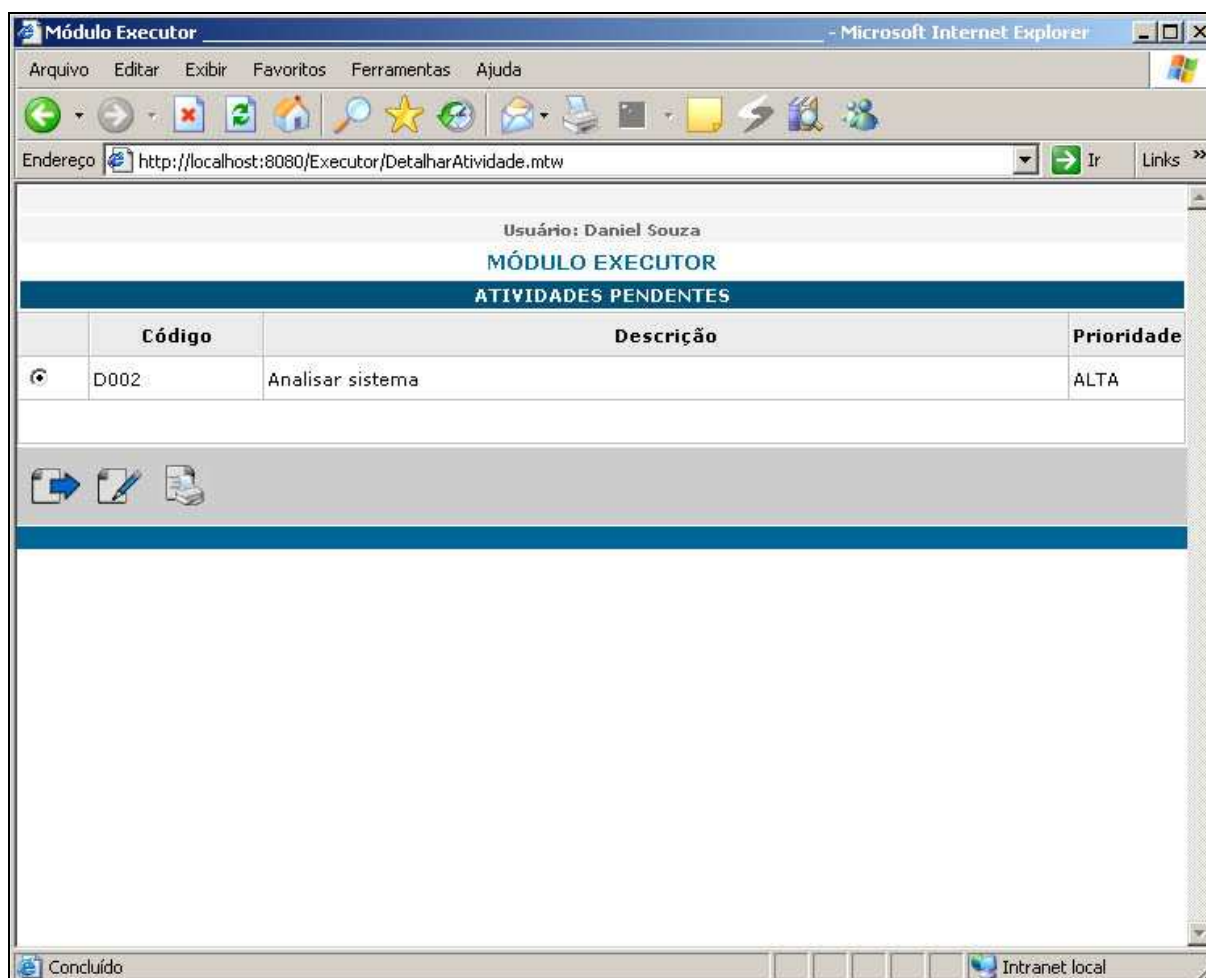 Módulo Executor - Microsoft Internet Explorer
Arquivo Editar Exibir Favoritos Ferramentas Ajuda
Endereço http://localhost:8080/Executor/DetalharAtividade.mtw Ir Links »
Usuário: Daniel Souza
MÓDULO EXECUTOR
ATIVIDADES PENDENTES
Código Descrição Prioridade
D002 Analisar sistema ALTA
Concluído Intranet local